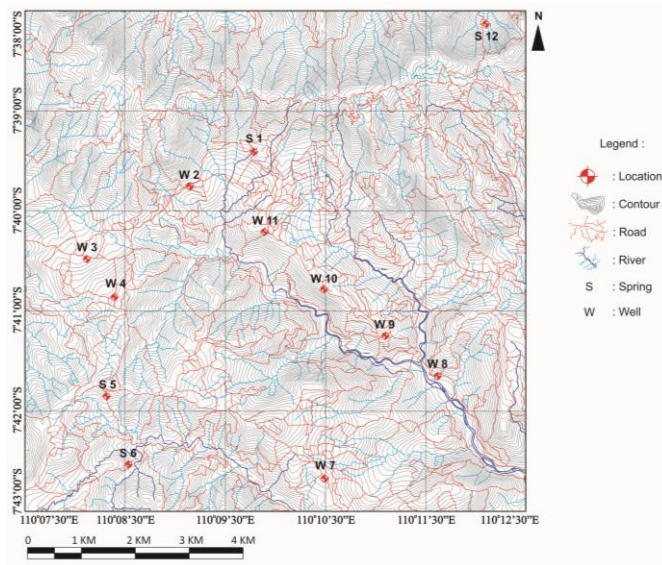 7°38'00"S
N
S 12
7°39'00"S
S 1
Legend :
W 2
: Location
: Contour
7°40'00"S
W 11
: Road
W 3
: River
W 4
W 10
S : Spring
7°41'00"S
W : Well
W 9
W 8
S 5
7°42'00"S
S 6
W 7
7°43'00"S
110°07'30"E 110°08'30"E 110°09'30"E 110°10'30"E 110°11'30"E 110°12'30"E
0 1 KM 2 KM 3 KM 4 KM